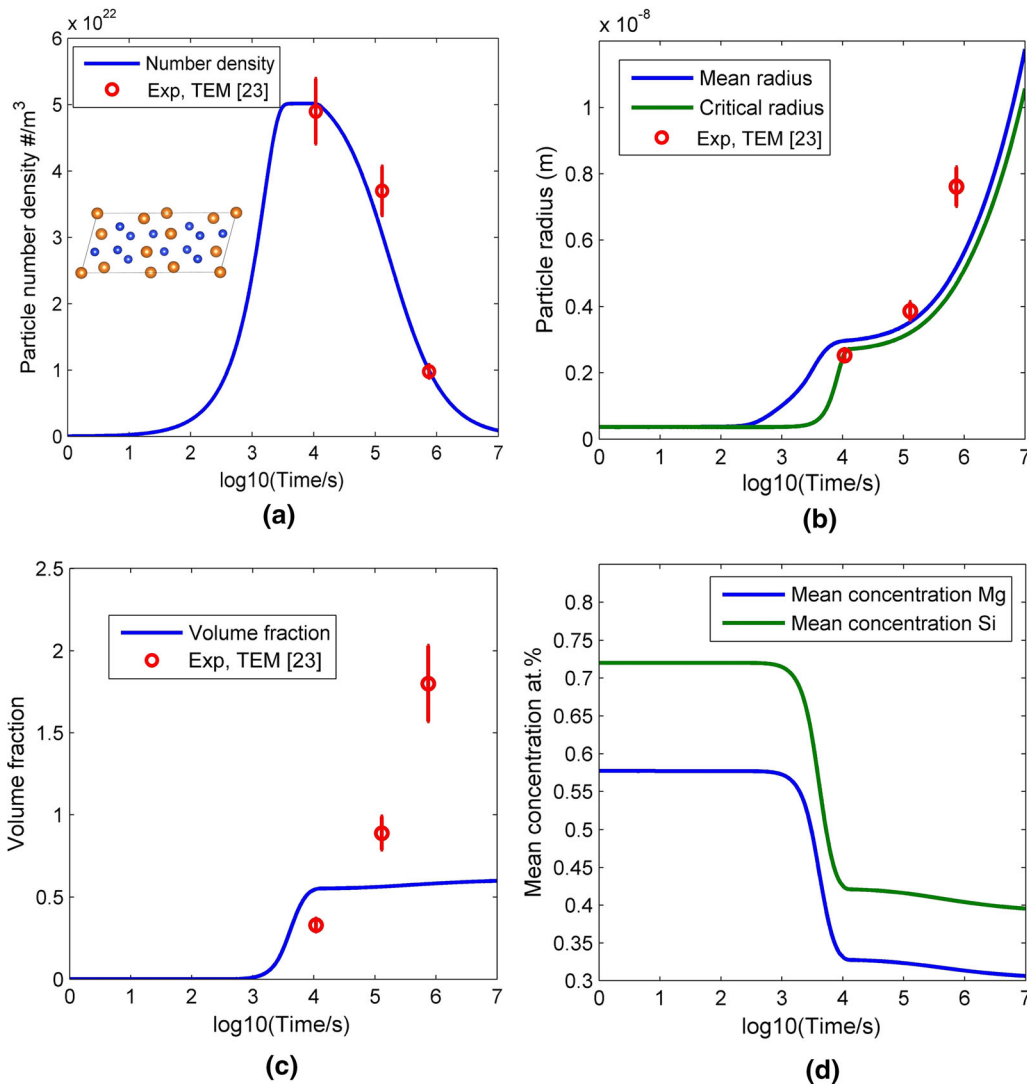 x 10^22
Number density
Exp, TEM [23]
Particle number density #/m^3
6
5
4
3
2
1
0
0 1 2 3 4 5 6 7
log10(Time/s)
(a)
x 10^-8
Mean radius
Critical radius
Exp, TEM [23]
Particle radius (m)
1
0.8
0.6
0.4
0.2
0
0 1 2 3 4 5 6 7
log10(Time/s)
(b)
Volume fraction
Exp, TEM [23]
Volume fraction
2.5
2
1.5
1
0.5
0
0 1 2 3 4 5 6 7
log10(Time/s)
(c)
Mean concentration Mg
Mean concentration Si
Mean concentration at.%
0.8
0.75
0.7
0.65
0.6
0.55
0.5
0.45
0.4
0.35
0.3
0 1 2 3 4 5 6 7
log10(Time/s)
(d)